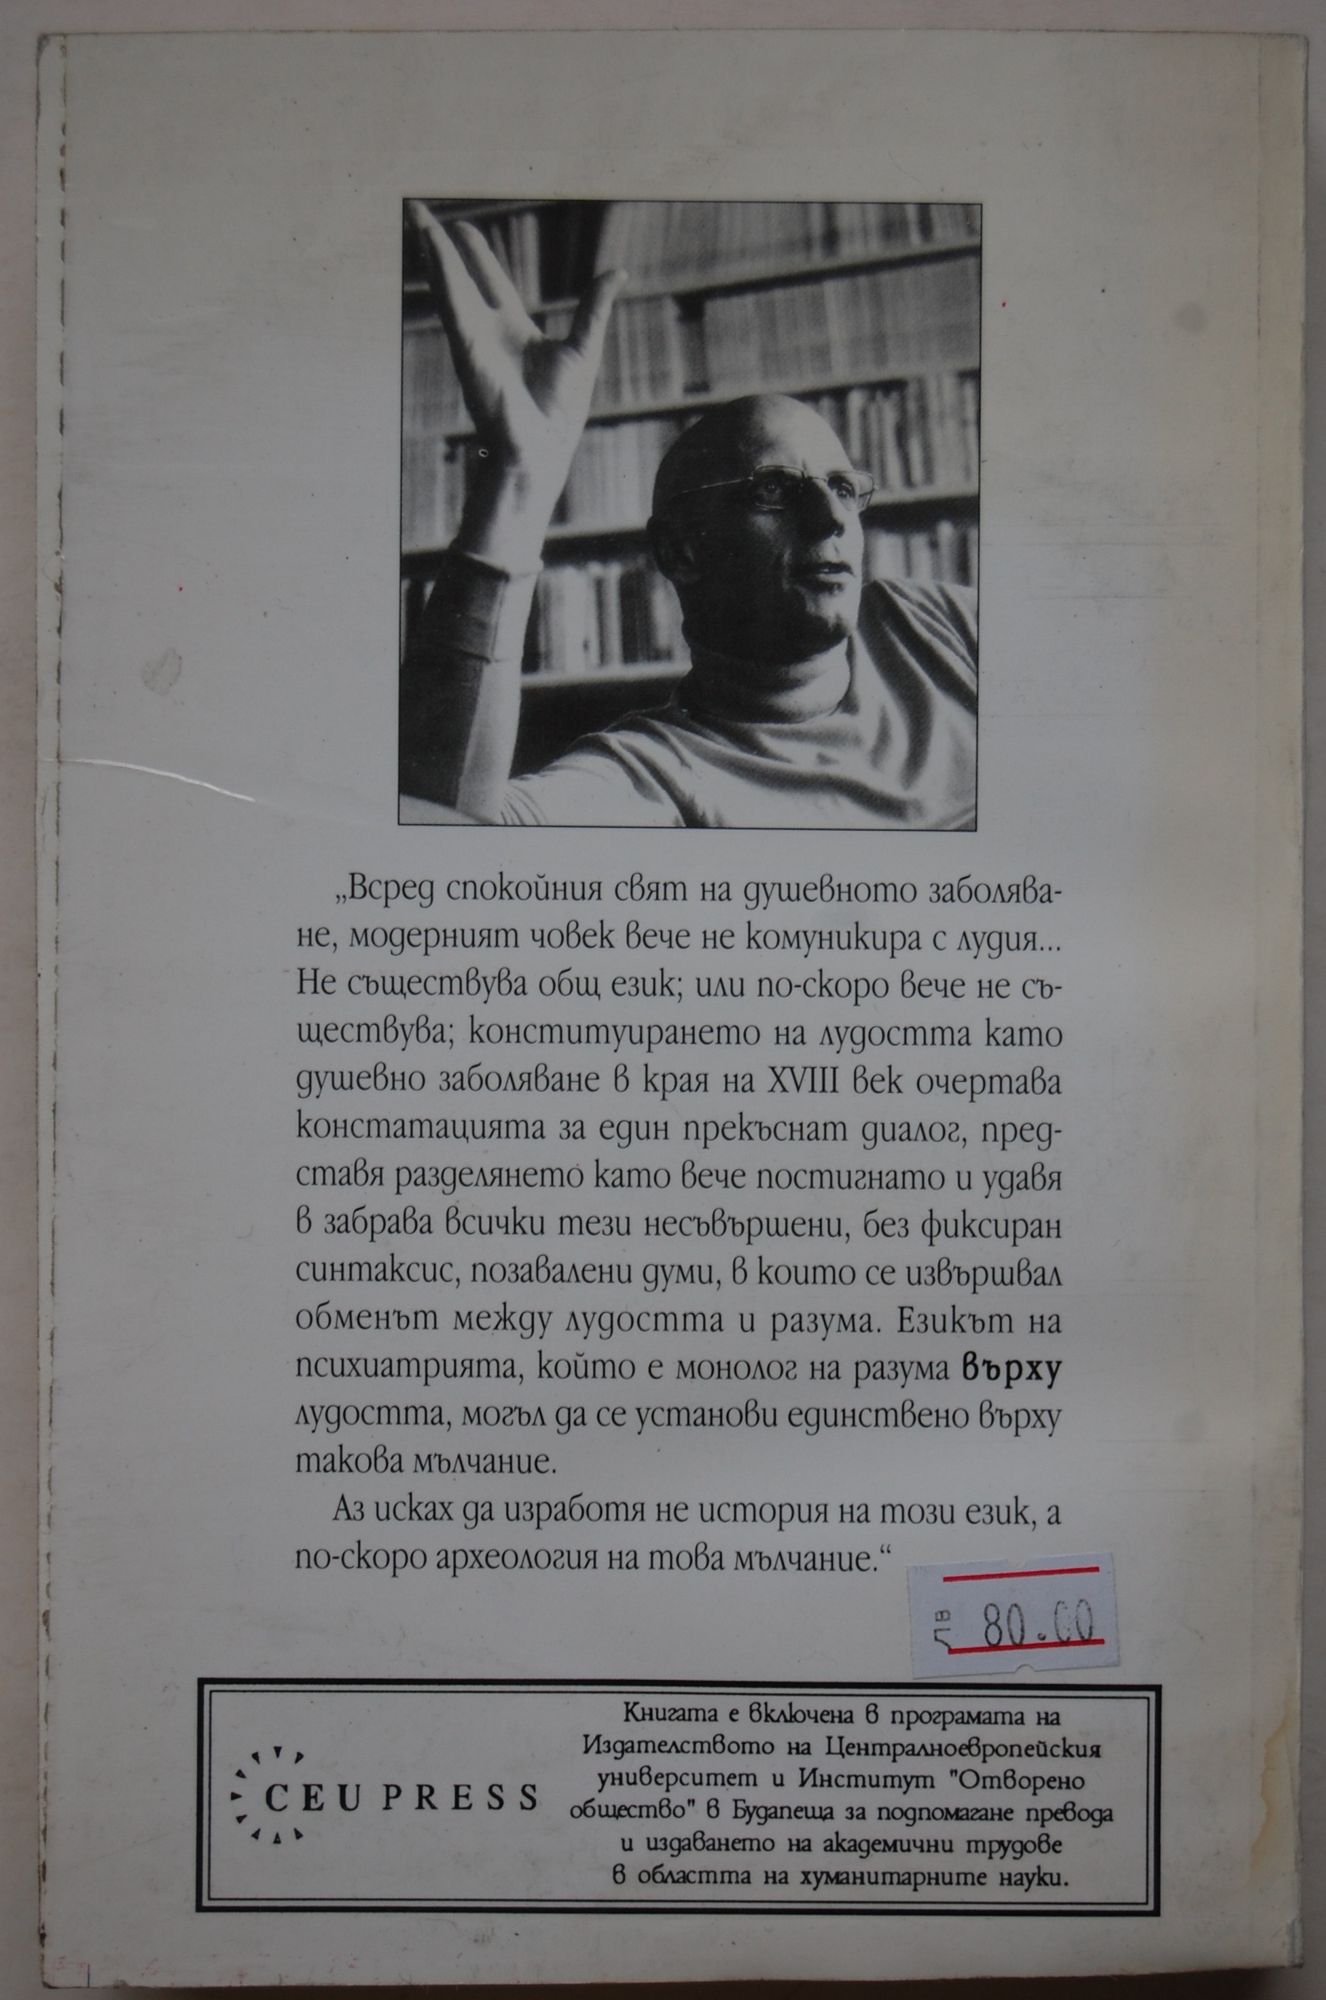 „Всред спокойния свят на душевното заболява-
не, модерният човек вече не комуникира с лудия...
Не съществува общ език; или по-скоро вече не съ-
ществува; конституирането на лудостта като
душевно заболяване в края на XVIII век очертава
констатацията за един прекъснат диалог, пред-
ставя разделянето като вече постигнато и удавя
в забрава всички тези несъвършени, без фиксиран
синтаксис, позавалени думи, в които се извършвал
обменът между лудостта и разума. Езикът на
психиатрията, който е монолог на разума върху
лудостта, могъл да се установи единствено върху
такова мълчание.
Аз исках да изработя не история на този език, а
по-скоро археология на това мълчание.“
лв 80.00
CEU PRESS
Книгата е включена в програмата на
Издателството на Централноевропейския
университет и Институт "Отворено
общество" в Будапеща за подпомагане превода
и издаването на академични трудове
в областта на хуманитарните науки.